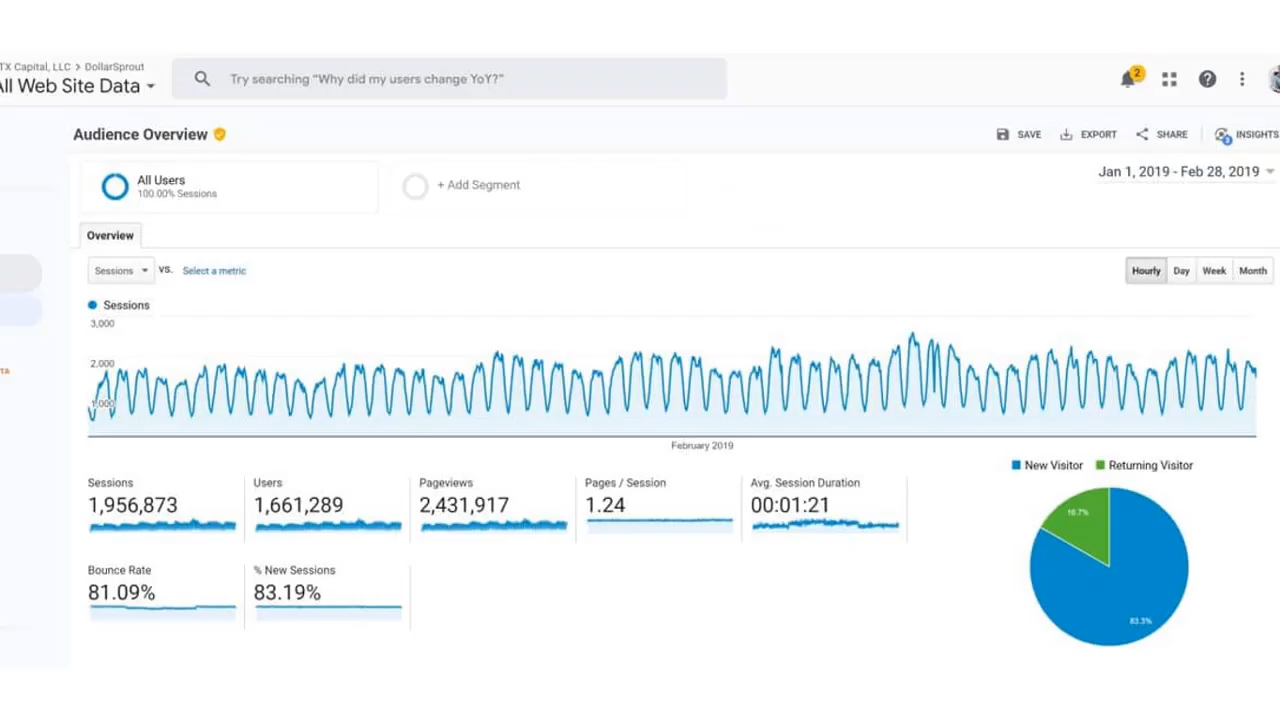 TX Capital, LLC > DollarSprout
All Web Site Data
Try searching “Why did my users change YoY?”
2
Audience Overview
SAVE
EXPORT
SHARE
INSIGHTS
3
All Users
100.00% Sessions
+ Add Segment
Jan 1, 2019 - Feb 28, 2019
Overview
Sessions
VS.
Select a metric
Hourly
Day
Week
Month
Sessions
3,000
2,000
1,000
TA
February 2019
New Visitor
Returning Visitor
Sessions
1,956,873
Users
1,661,289
Pageviews
2,431,917
Pages / Session
1.24
Avg. Session Duration
00:01:21
Bounce Rate
81.09%
% New Sessions
83.19%
16.7%
83.3%